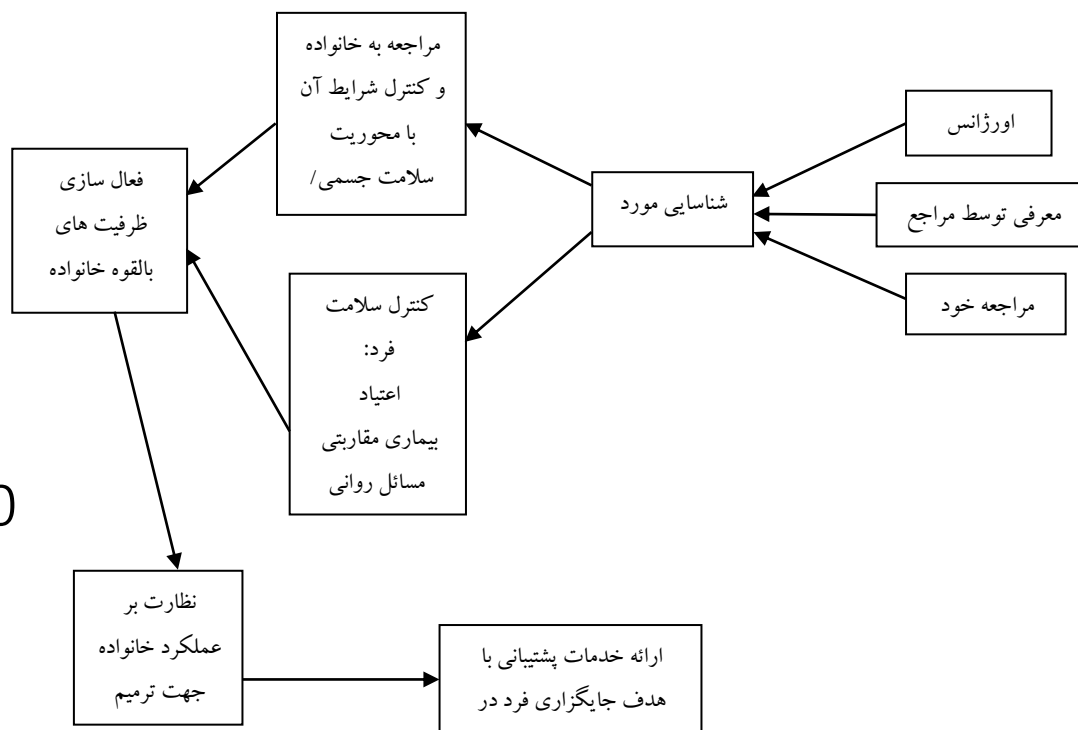 اورژانس
معرفی توسط مراجع
مراجعه خود
شناسایی مورد
مراجعه به خانواده
و کنترل شرایط آن
با محوریت
سلامت جسمی/
کنترل سلامت
فرد:
اعتیاد
بیماری مقاربتی
مسائل روانی
فعال سازی
ظرفیت های
بالقوه خانواده
نظارت بر
عملکرد خانواده
جهت ترمیم
ارائه خدمات پشتیبانی با
هدف جایگزاری فرد در